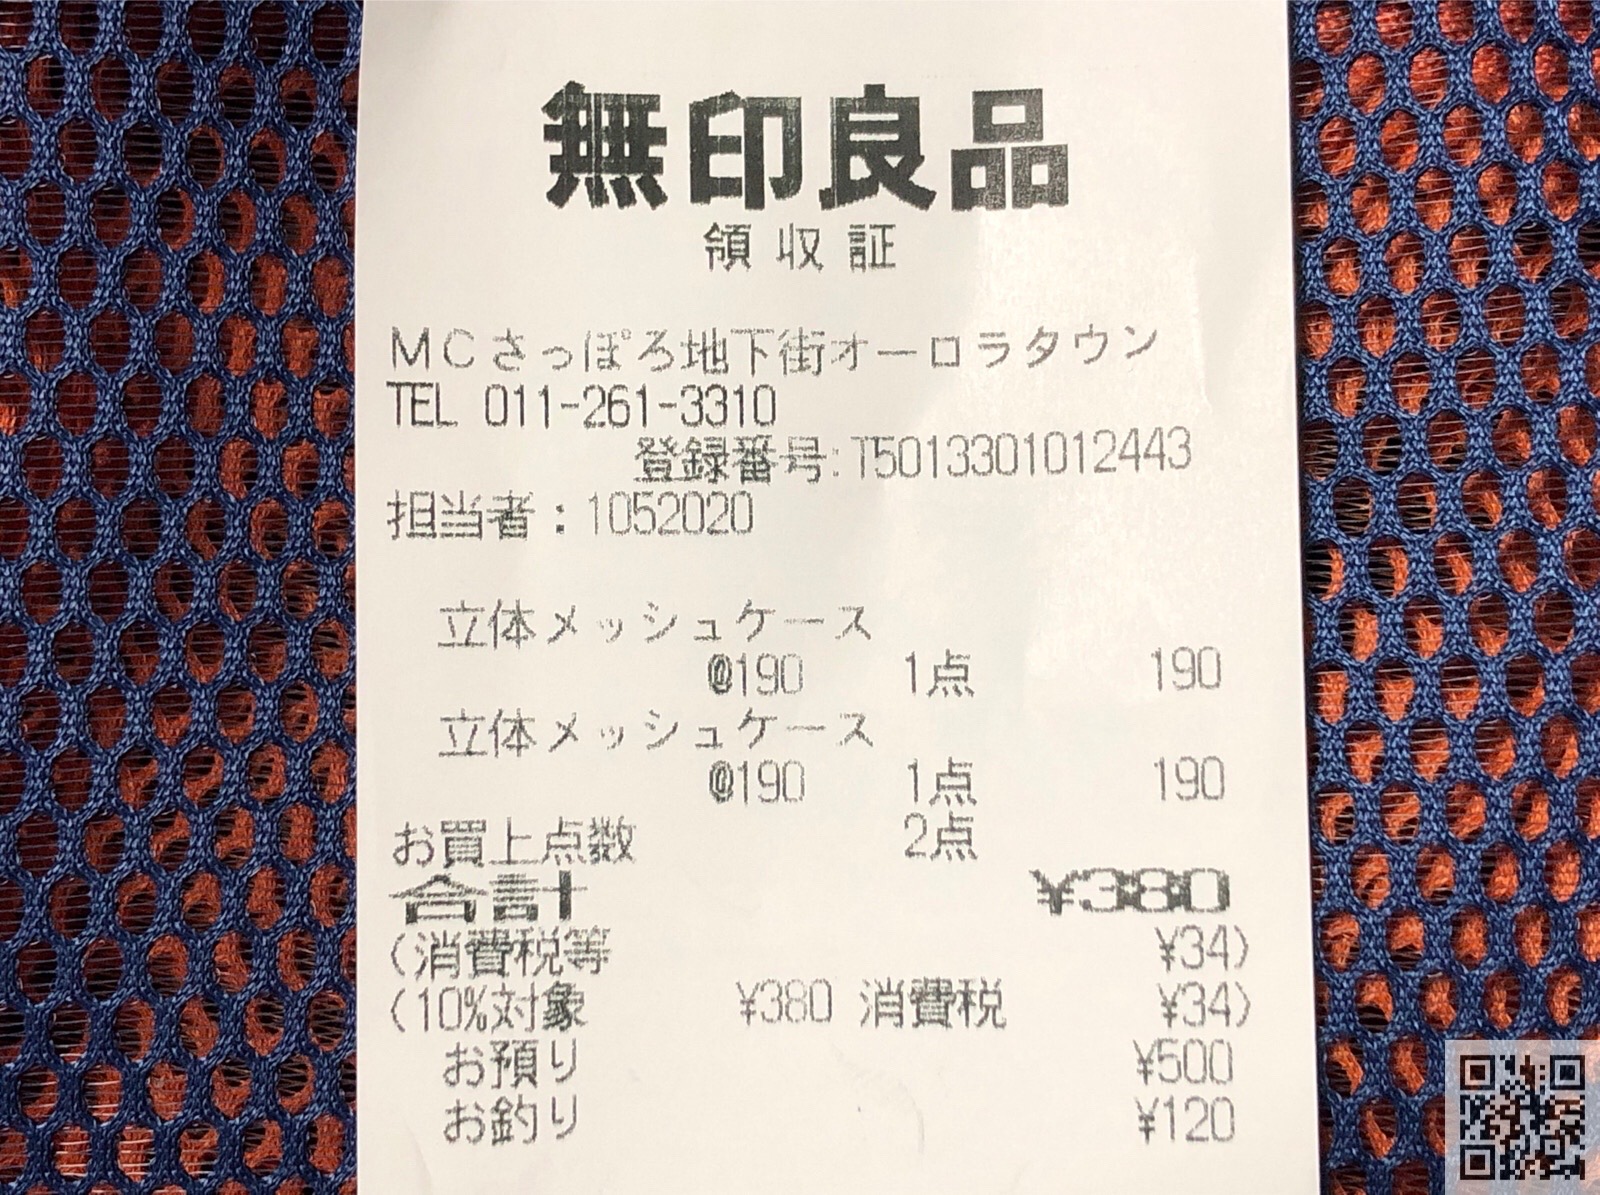 無印良品
領収証
MCさっぽろ地下街オーロラタウン
TEL 011-261-3310
登録番号:T5013301012443
担当者：1052020
立体メッシュケース
@190 1点 190
立体メッシュケース
@190 1点 190
お買上点数 2点
合計 ¥380
(消費税等 ¥34)
(10%対象 ¥380 消費税 ¥34)
お預り ¥500
お釣り ¥120